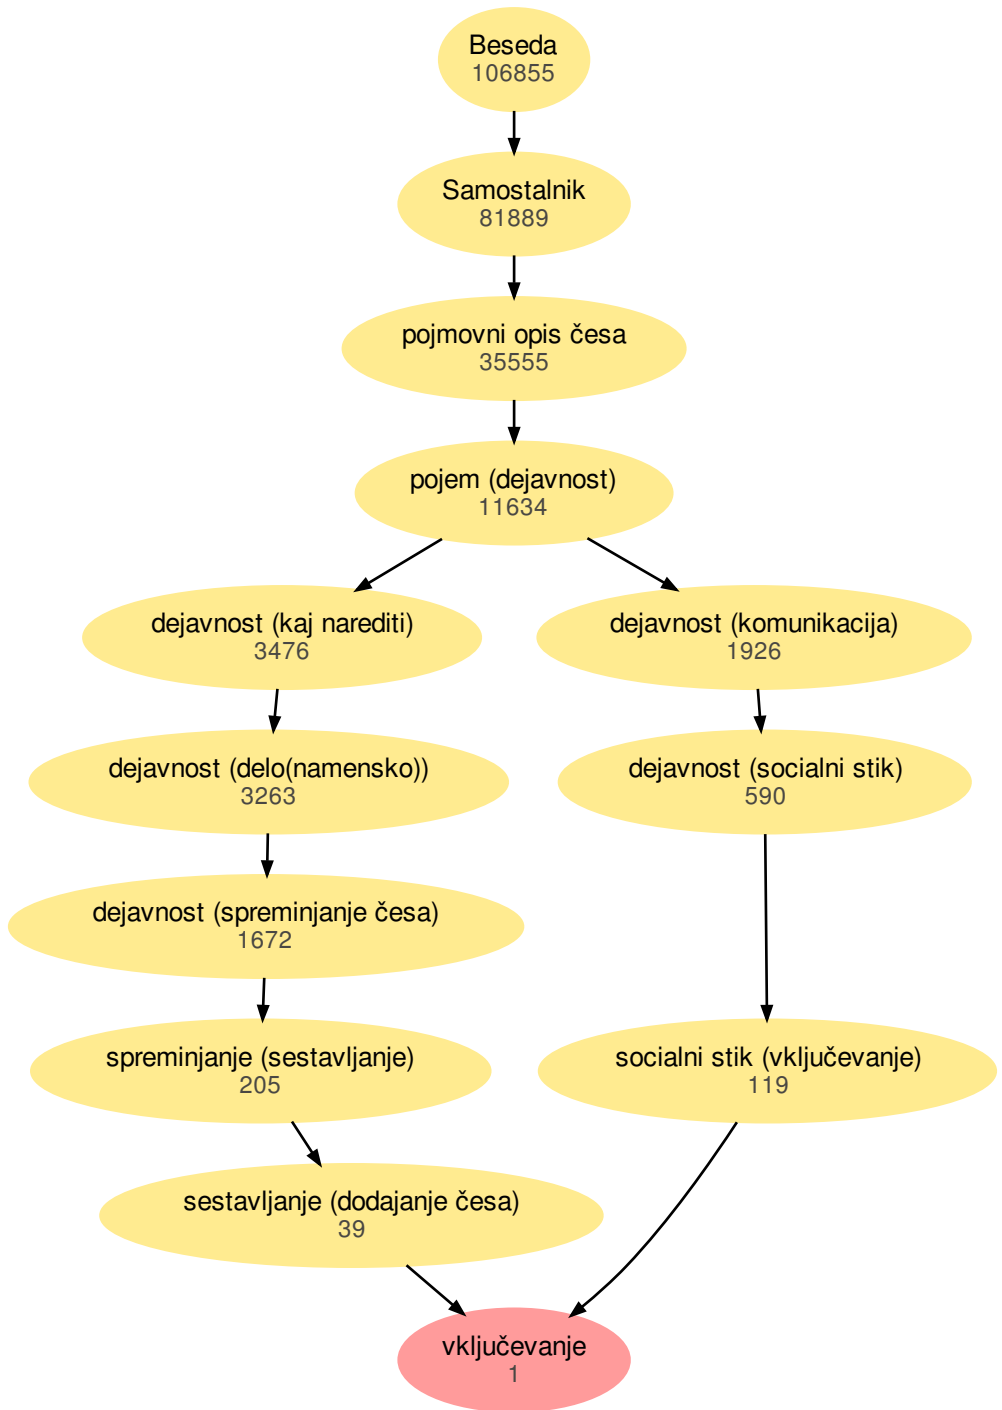 Beseda
106855
Samostalnik
81889
pojmovni opis česa
35555
pojem (dejavnost)
11634
dejavnost (kaj narediti)
3476
dejavnost (komunikacija)
1926
dejavnost (delo(namensko))
3263
dejavnost (socialni stik)
590
dejavnost (spreminjanje česa)
1672
spreminjanje (sestavljanje)
205
socialni stik (vključevanje)
119
sestavljanje (dodajanje česa)
39
vključevanje
1